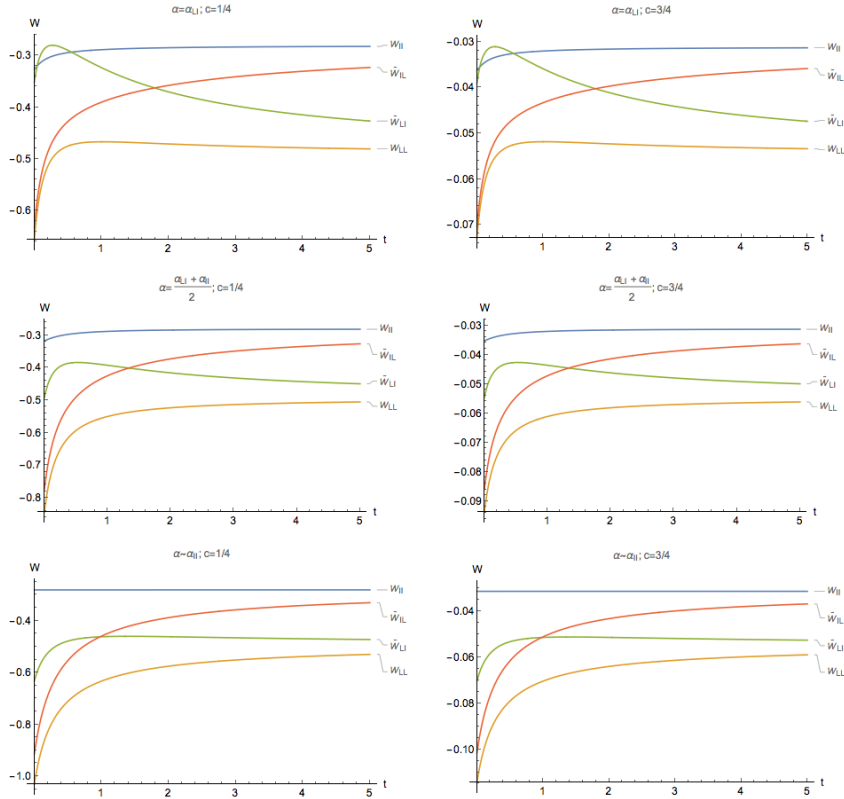 α=α_LI; c=1/4
W
−0.3
−0.4
−0.5
−0.6
1 2 3 4 5 t
W_II
w̃_IL
w̃_LI
W_LL
α=α_LI; c=3/4
W
−0.03
−0.04
−0.05
−0.06
−0.07
1 2 3 4 5 t
W_II
w̃_IL
w̃_LI
W_LL
α=(α_LI + α_II)/2; c=1/4
W
−0.3
−0.4
−0.5
−0.6
−0.7
−0.8
1 2 3 4 5 t
W_II
w̃_IL
w̃_LI
W_LL
α=(α_LI + α_II)/2; c=3/4
W
−0.03
−0.04
−0.05
−0.06
−0.07
−0.08
−0.09
1 2 3 4 5 t
W_II
w̃_IL
w̃_LI
W_LL
α~α_II; c=1/4
W
−0.4
−0.6
−0.8
−1.0
1 2 3 4 5 t
W_II
w̃_IL
w̃_LI
W_LL
α~α_II; c=3/4
W
−0.04
−0.06
−0.08
−0.10
1 2 3 4 5 t
W_II
w̃_IL
w̃_LI
W_LL